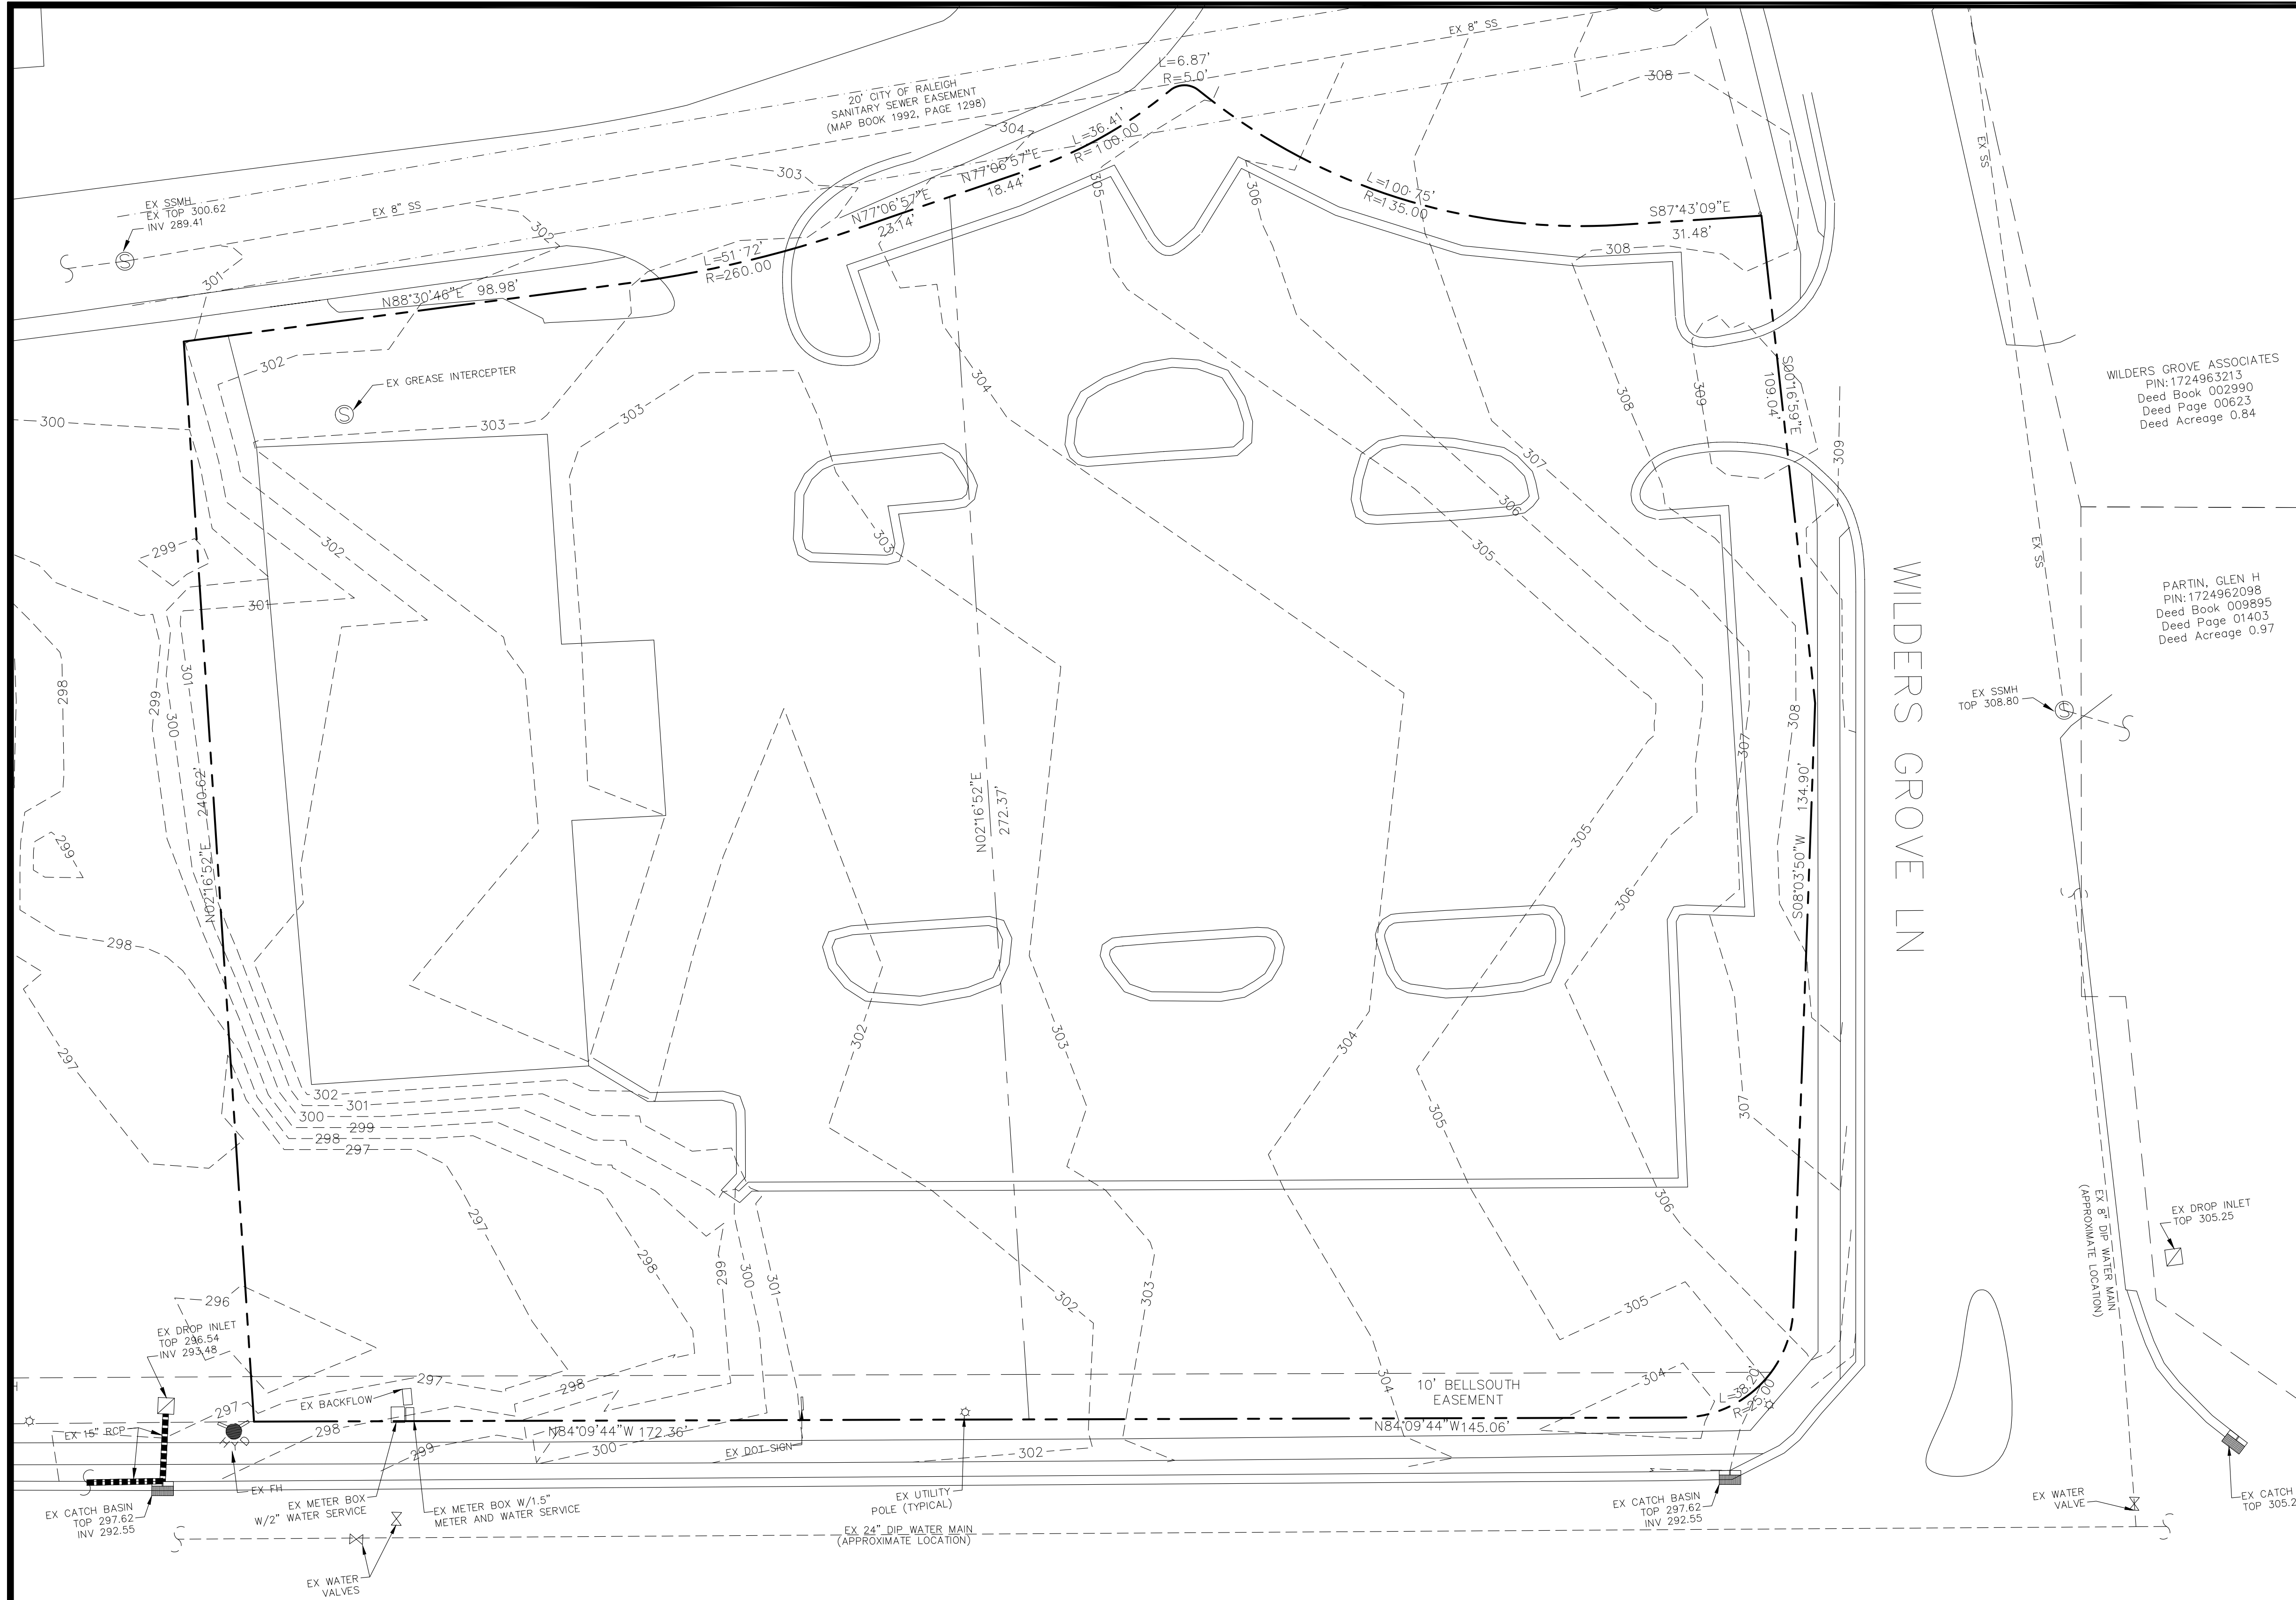 EX 8" SS
L=6.87'
R=5.0'
308
20' CITY OF RALEIGH
SANITARY SEWER EASEMENT
(MAP BOOK 1992, PAGE 1298)
304
L=36.41'
R=100.00
303
N77°06'57"E
18.44'
305
306
L=100.75'
R=135.00
S87°43'09"E
31.48'
308
EX SS
EX SSMH
EX TOP 300.62
INV 289.41
EX 8" SS
302
N77°06'57"E
23.14'
L=51.72'
R=260.00
301
N88°30'46"E 98.98'
302
EX GREASE INTERCEPTER
300
303
303
304
308
309
S00°16'59"E
109.04'
309
WILDERS GROVE ASSOCIATES
PIN:1724963213
Deed Book 002990
Deed Page 00623
Deed Acreage 0.84
307
306
305
303
302
299
301
EX SS
PARTIN, GLEN H
PIN:1724962098
Deed Book 009895
Deed Page 01403
Deed Acreage 0.97
WILDERS GROVE LN
298
299
300
301
EX SSMH
TOP 308.80
308
307
N02°16'52"E 240.62'
N02°16'52"E
272.37'
S08°03'50"W 134.90'
299
305
306
298
302
303
304
297
302
301
300
299
298
297
305
307
306
297
298
299
300
301
302
303
305
EX 8" DIP WATER MAIN
(APPROXIMATE LOCATION)
EX DROP INLET
TOP 305.25
296
EX DROP INLET
TOP 296.54
INV 293.48
297
297
298
304
304
10' BELLSOUTH
EASEMENT
L=38.20'
R=25.00
EX BACKFLOW
EX 15" RCP
HYD
298
299
N84°09'44"W 172.36'
300
EX DOT SIGN
302
N84°09'44"W 145.06'
EX FH
EX CATCH BASIN
TOP 297.62
INV 292.55
EX METER BOX
W/2" WATER SERVICE
EX METER BOX W/1.5"
METER AND WATER SERVICE
EX UTILITY
POLE (TYPICAL)
EX CATCH BASIN
TOP 297.62
INV 292.55
EX WATER
VALVE
EX CATCH
TOP 305.2
EX 24" DIP WATER MAIN
(APPROXIMATE LOCATION)
EX WATER
VALVES